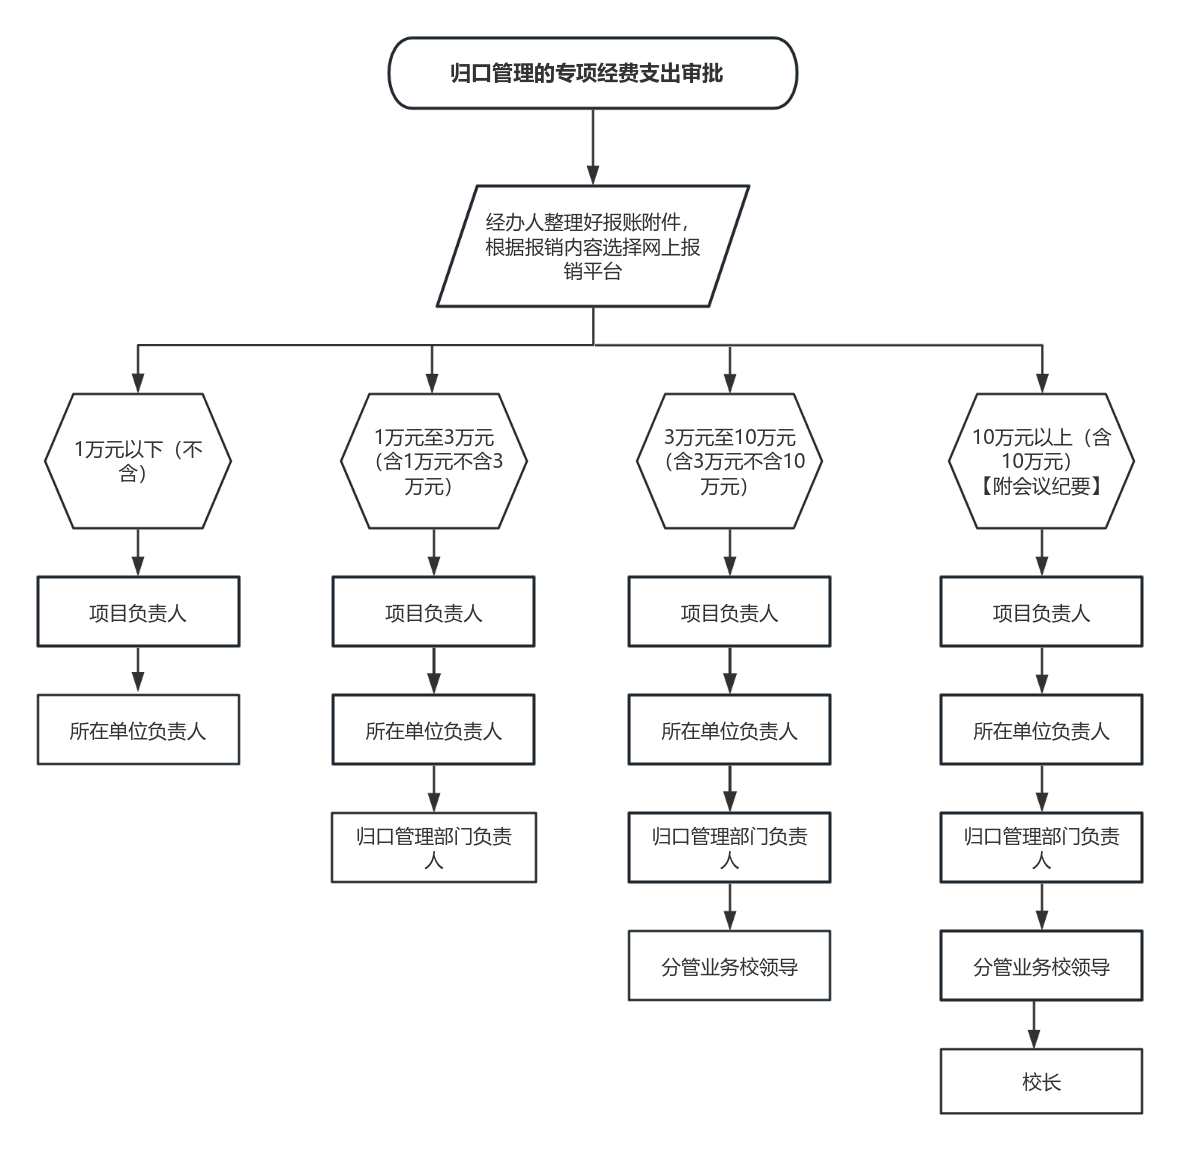 归口管理的专项经费支出审批
经办人整理好报账附件，
根据报销内容选择网上报
销平台
1万元以下（不
含）
1万元至3万元
（含1万元不含3
万元）
3万元至10万元
（含3万元不含10
万元）
10万元以上（含
10万元）
【附会议纪要】
项目负责人
项目负责人
项目负责人
项目负责人
所在单位负责人
所在单位负责人
所在单位负责人
所在单位负责人
归口管理部门负责
人
归口管理部门负责
人
归口管理部门负责
人
分管业务校领导
分管业务校领导
校长